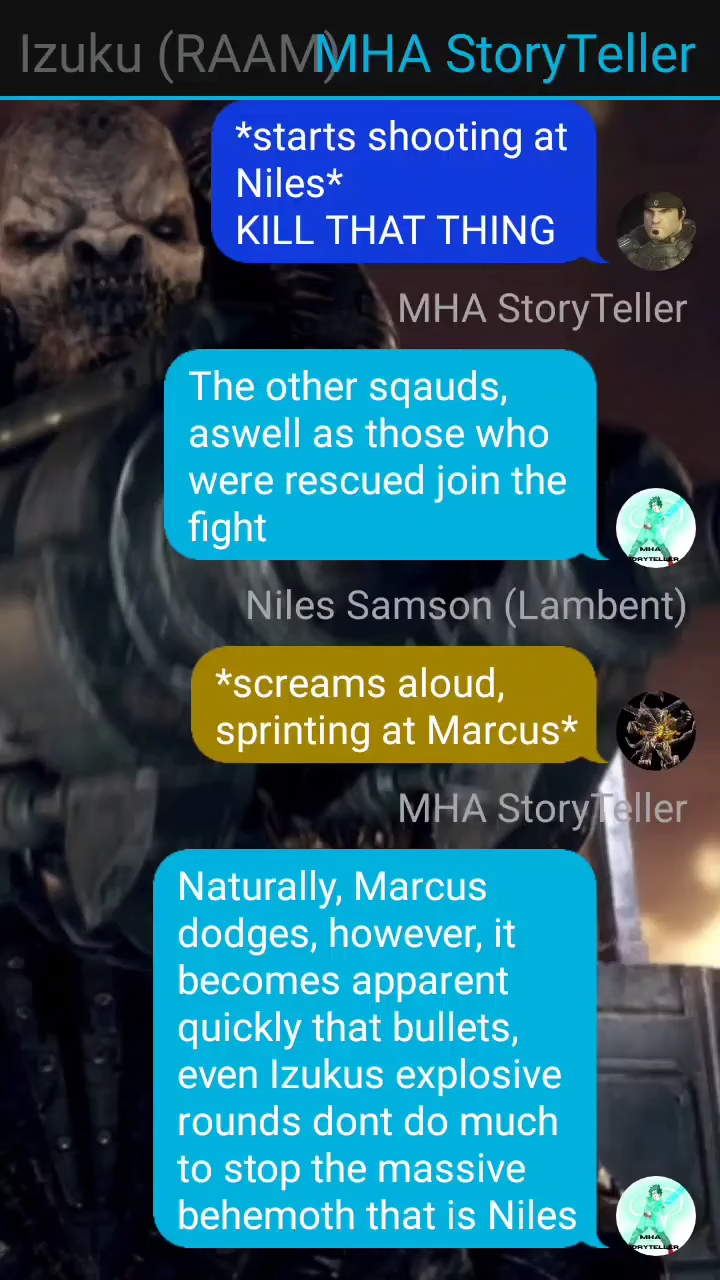 Izuku (RAAM)
MHA StoryTeller
*starts shooting at
Niles*
KILL THAT THING
MHA StoryTeller
The other sqauds,
aswell as those who
were rescued join the
fight
MHA
Niles Samson (Lambent)
*screams aloud,
sprinting at Marcus*
MHA StoryTeller
Naturally, Marcus
dodges, however, it
becomes apparent
quickly that bullets,
even Izukus explosive
rounds dont do much
to stop the massive
behemoth that is Niles
MHA